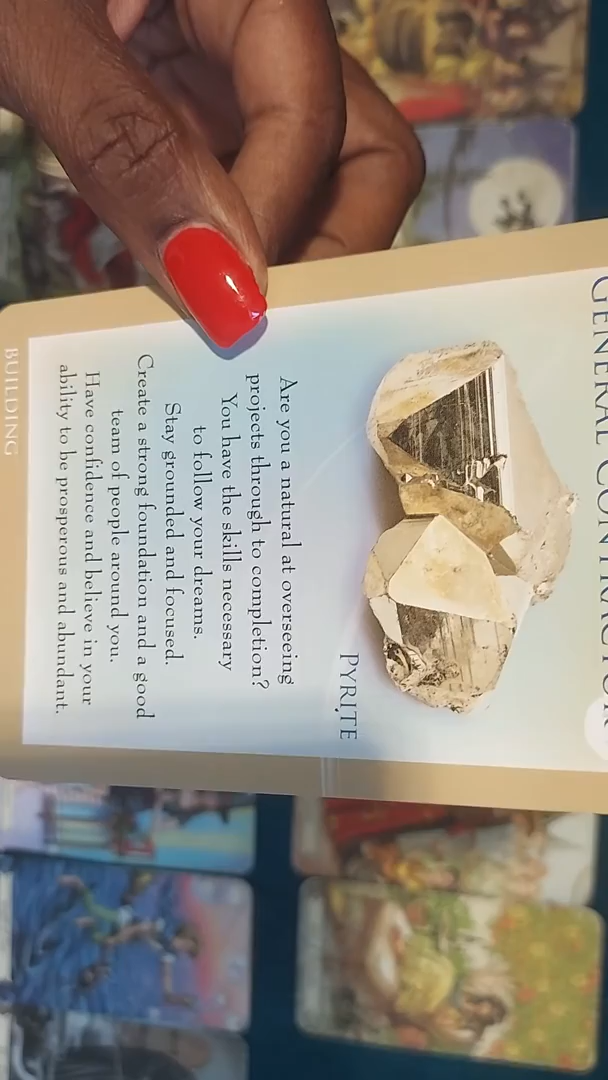 GENERAL CONTRACTOR
PYRITE
Are you a natural at overseeing
projects through to completion?
You have the skills necessary
to follow your dreams.
Stay grounded and focused.
Create a strong foundation and a good
team of people around you.
Have confidence and believe in your
ability to be prosperous and abundant.
BUILDING